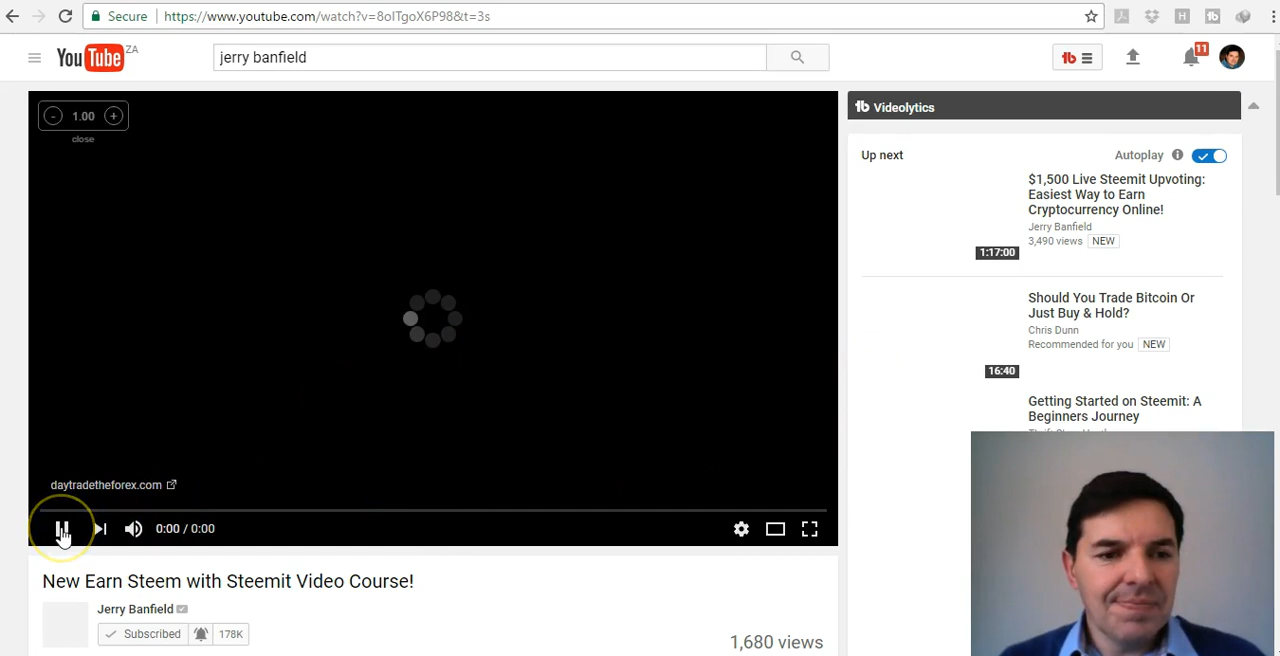 Secure
https://www.youtube.com/watch?v=8oITgoX6P98&t=3s
YouTube ZA
jerry banfield
11
- 1.00 +
close
daytradetheforex.com
0:00 / 0:00
New Earn Steem with Steemit Video Course!
Jerry Banfield
Subscribed
178K
1,680 views
Videolytics
Up next
Autoplay
$1,500 Live Steemit Upvoting:
Easiest Way to Earn
Cryptocurrency Online!
Jerry Banfield
3,490 views NEW
1:17:00
Should You Trade Bitcoin Or
Just Buy & Hold?
Chris Dunn
Recommended for you NEW
16:40
Getting Started on Steemit: A
Beginners Journey